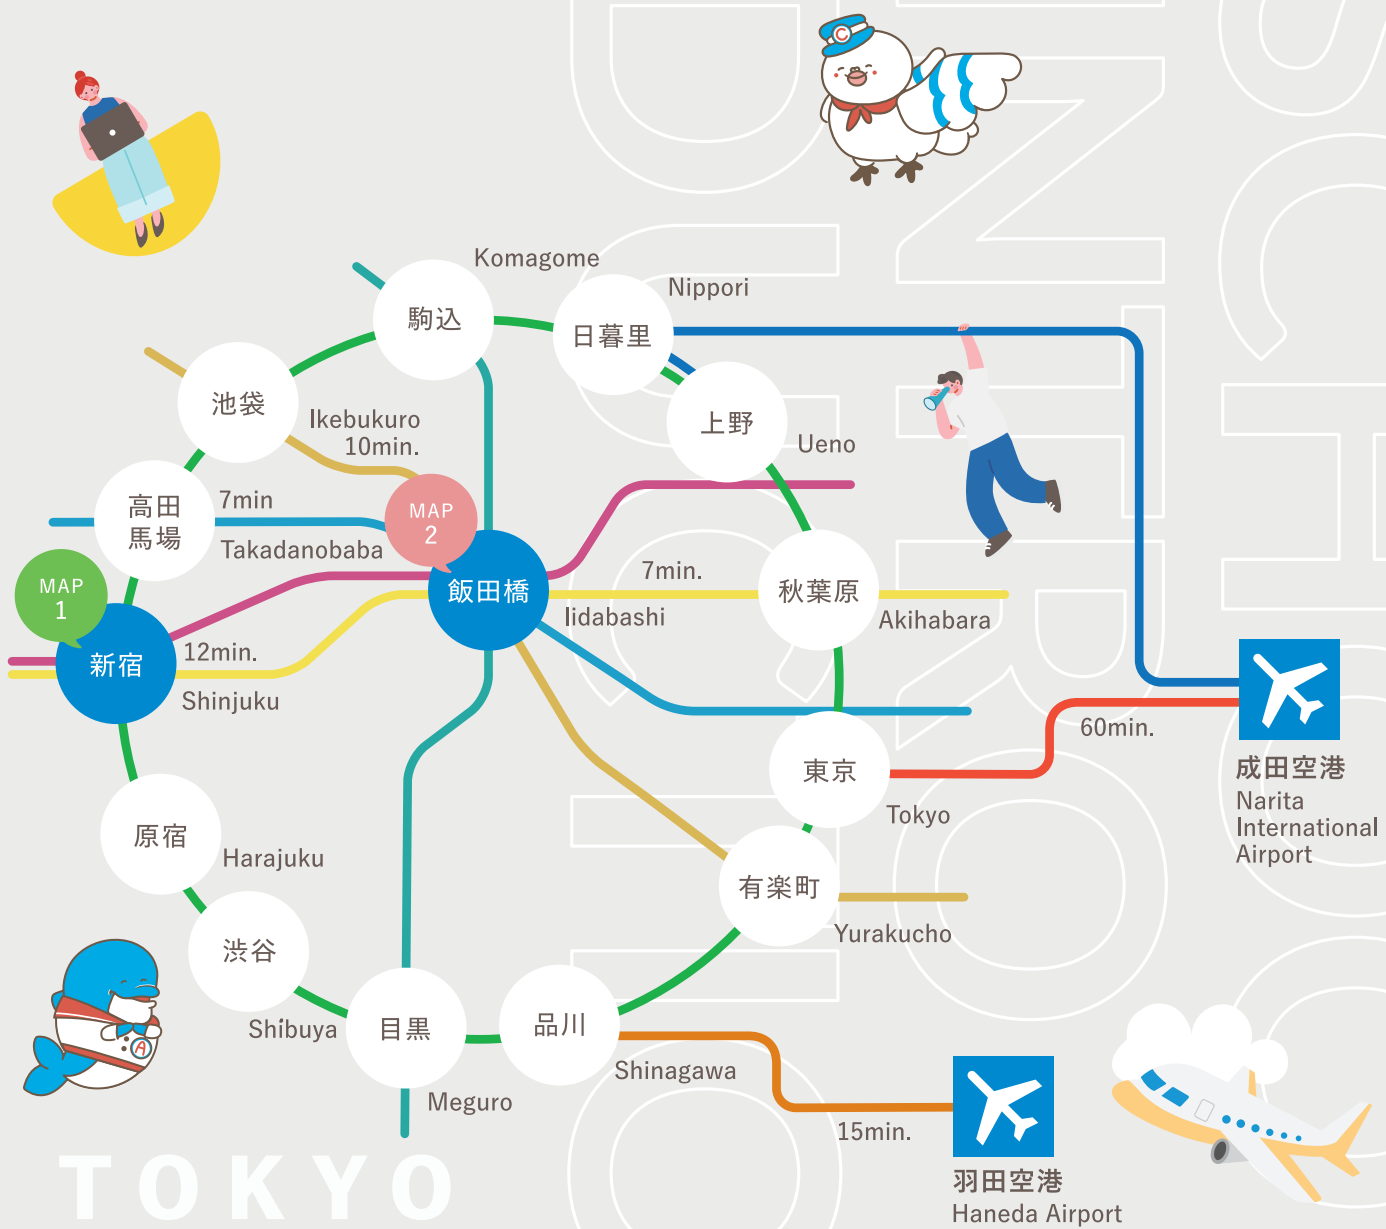 C
Komagome
駒込
Nippori
日暮里
池袋
Ikebukuro
10min.
上野
Ueno
高田
馬場
7min
Takadanobaba
MAP
2
MAP
1
飯田橋
Iidabashi
7min.
秋葉原
Akihabara
新宿
12min.
Shinjuku
60min.
成田空港
Narita
International
Airport
東京
Tokyo
原宿
Harajuku
有楽町
Yurakucho
渋谷
Shibuya
目黒
Meguro
品川
Shinagawa
A
15min.
羽田空港
Haneda Airport
TOKYO